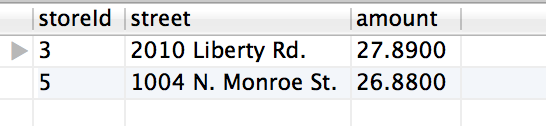 storeId street amount
3 2010 Liberty Rd. 27.8900
5 1004 N. Monroe St. 26.8800